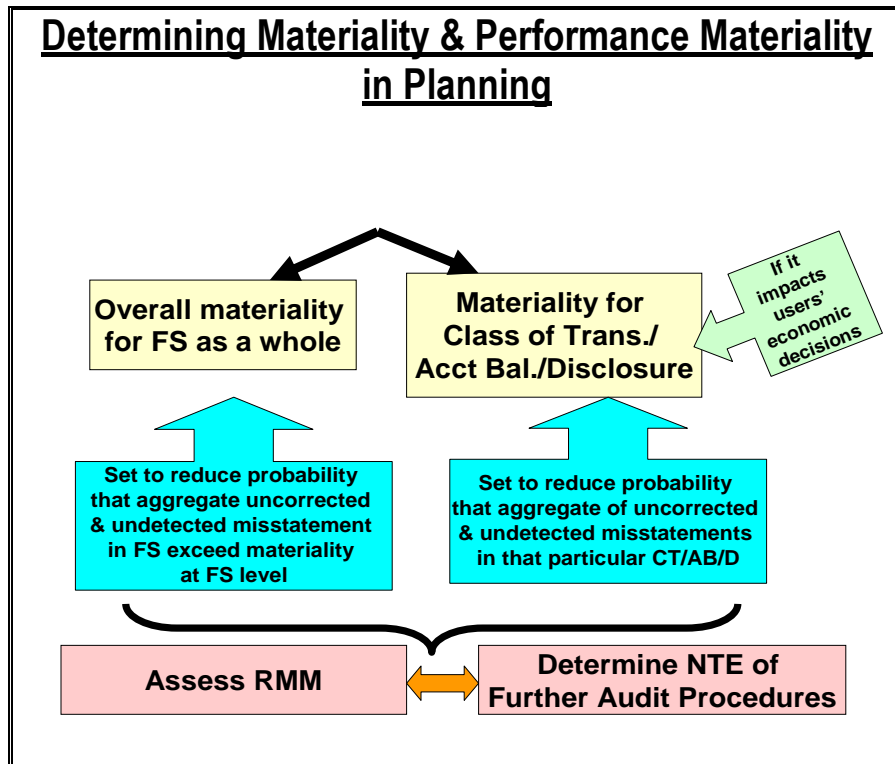 Determining Materiality & Performance Materiality
in Planning
Overall materiality
for FS as a whole
Materiality for
Class of Trans./
Acct Bal./Disclosure
If it
impacts
users'
economic
decisions
Set to reduce probability
that aggregate uncorrected
& undetected misstatement
in FS exceed materiality
at FS level
Set to reduce probability
that aggregate of uncorrected
& undetected misstatements
in that particular CT/AB/D
Assess RMM
Determine NTE of
Further Audit Procedures